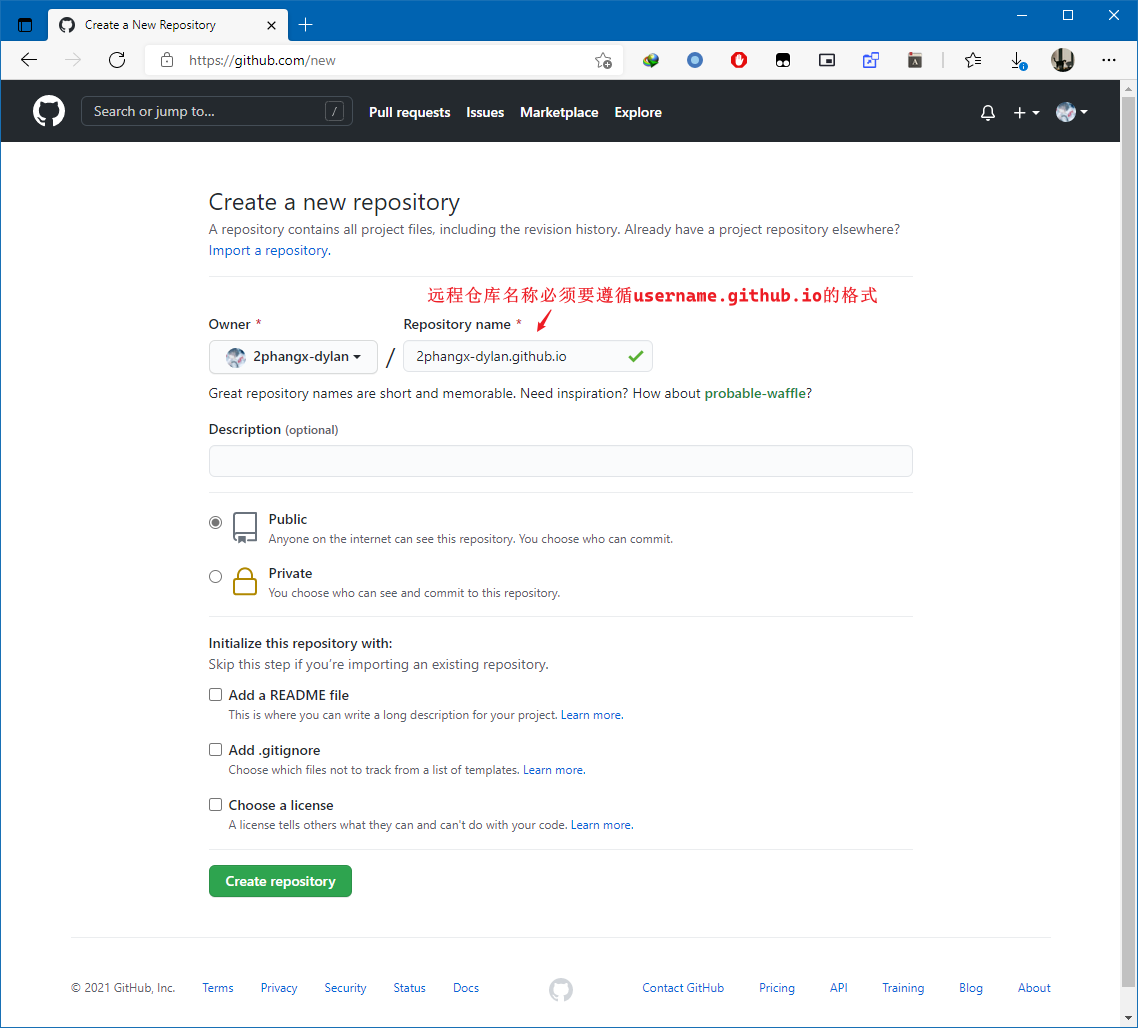 Create a New Repository
https://github.com/new
Search or jump to... /
Pull requests Issues Marketplace Explore
Create a new repository
A repository contains all project files, including the revision history. Already have a project repository elsewhere?
Import a repository.
远程仓库名称必须要遵循username.github.io的格式
Owner * Repository name *
2phangx-dylan / 2phangx-dylan.github.io
Great repository names are short and memorable. Need inspiration? How about probable-waffle?
Description (optional)
Public
Anyone on the internet can see this repository. You choose who can commit.
Private
You choose who can see and commit to this repository.
Initialize this repository with:
Skip this step if you’re importing an existing repository.
Add a README file
This is where you can write a long description for your project. Learn more.
Add .gitignore
Choose which files not to track from a list of templates. Learn more.
Choose a license
A license tells others what they can and can't do with your code. Learn more.
Create repository
© 2021 GitHub, Inc. Terms Privacy Security Status Docs Contact GitHub Pricing API Training Blog About